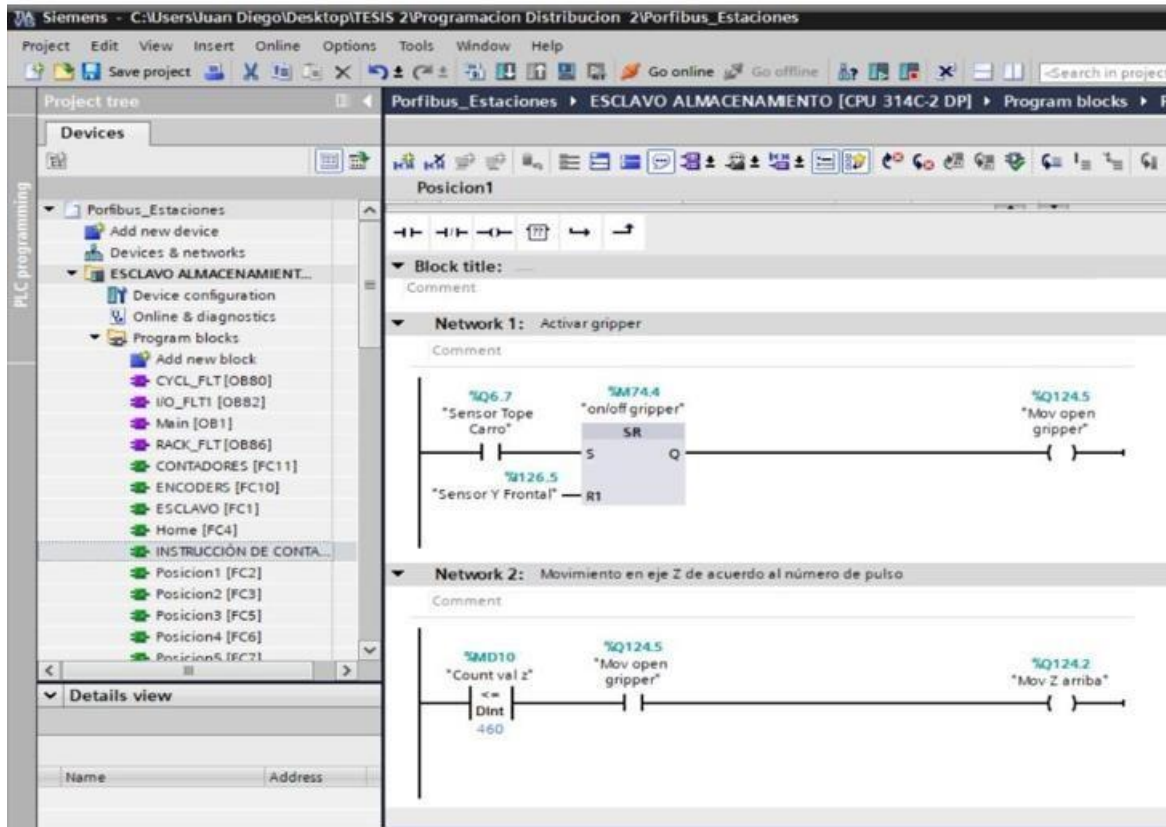 Siemens - C:\Users\Juan Diego\Desktop\TESIS 2\Programacion Distribucion 2\Porfibus_Estaciones
Project Edit View Insert Online Options Tools Window Help
Save project Go online Go offline <Search in project
Project tree
Devices
PLC programming
Porfibus_Estaciones
Add new device
Devices & networks
ESCLAVO ALMACENAMIENT...
Device configuration
Online & diagnostics
Program blocks
Add new block
CYCL_FLT [OB80]
I/O_FLT1 [OB82]
Main [OB1]
RACK_FLT [OB86]
CONTADORES [FC11]
ENCODERS [FC10]
ESCLAVO [FC1]
Home [FC4]
INSTRUCCIÓN DE CONTA...
Posicion1 [FC2]
Posicion2 [FC3]
Posicion3 [FC5]
Posicion4 [FC6]
Posicion5 [FC7]
Details view
Name Address
Porfibus_Estaciones ESCLAVO ALMACENAMIENTO [CPU 314C-2 DP] Program blocks
Posicion1
??
Block title:
Comment
Network 1: Activar gripper
Comment
%Q6.7
"Sensor Tope
Carro"
%M74.4
"on/off gripper"
SR
S Q
%I126.5
"Sensor Y Frontal" R1
%Q124.5
"Mov open
gripper"
Network 2: Movimiento en eje Z de acuerdo al número de pulso
Comment
%MD10
"Count val z"
<=
DInt
460
%Q124.5
"Mov open
gripper"
%Q124.2
"Mov Z arriba"